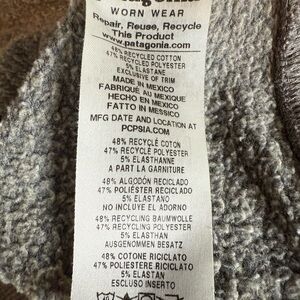 Patagonia
WORN WEAR
Repair, Reuse, Recycle
This Product
www.patagonia.com
48% RECYCLED COTTON
47% RECYCLED POLYESTER
5% ELASTANE
EXCLUSIVE OF TRIM
MADE IN MEXICO
FABRIQUÉ AU MEXIQUE
HECHO EN MÉXICO
FATTO IN MESSICO
MFG DATE AND LOCATION AT
PCPSIA.COM
48% RECYCLÉ COTON
47% RECYCLÉ POLYESTER
5% ELASTHANNE
A PART LA GARNITURE
48% ALGODÓN RECICLADO
47% POLIÉSTER RECICLADO
5% ELASTANO
NO INCLUYE EL ADORNO
48% RECYCLING BAUMWOLLE
47% RECYCLING POLYESTER
5% ELASTHAN
AUSGENOMMEN BESATZ
48% COTONE RICICLATO
47% POLIESTERE RICICLATO
5% ELASTAN
ESCLUSO INSERTO